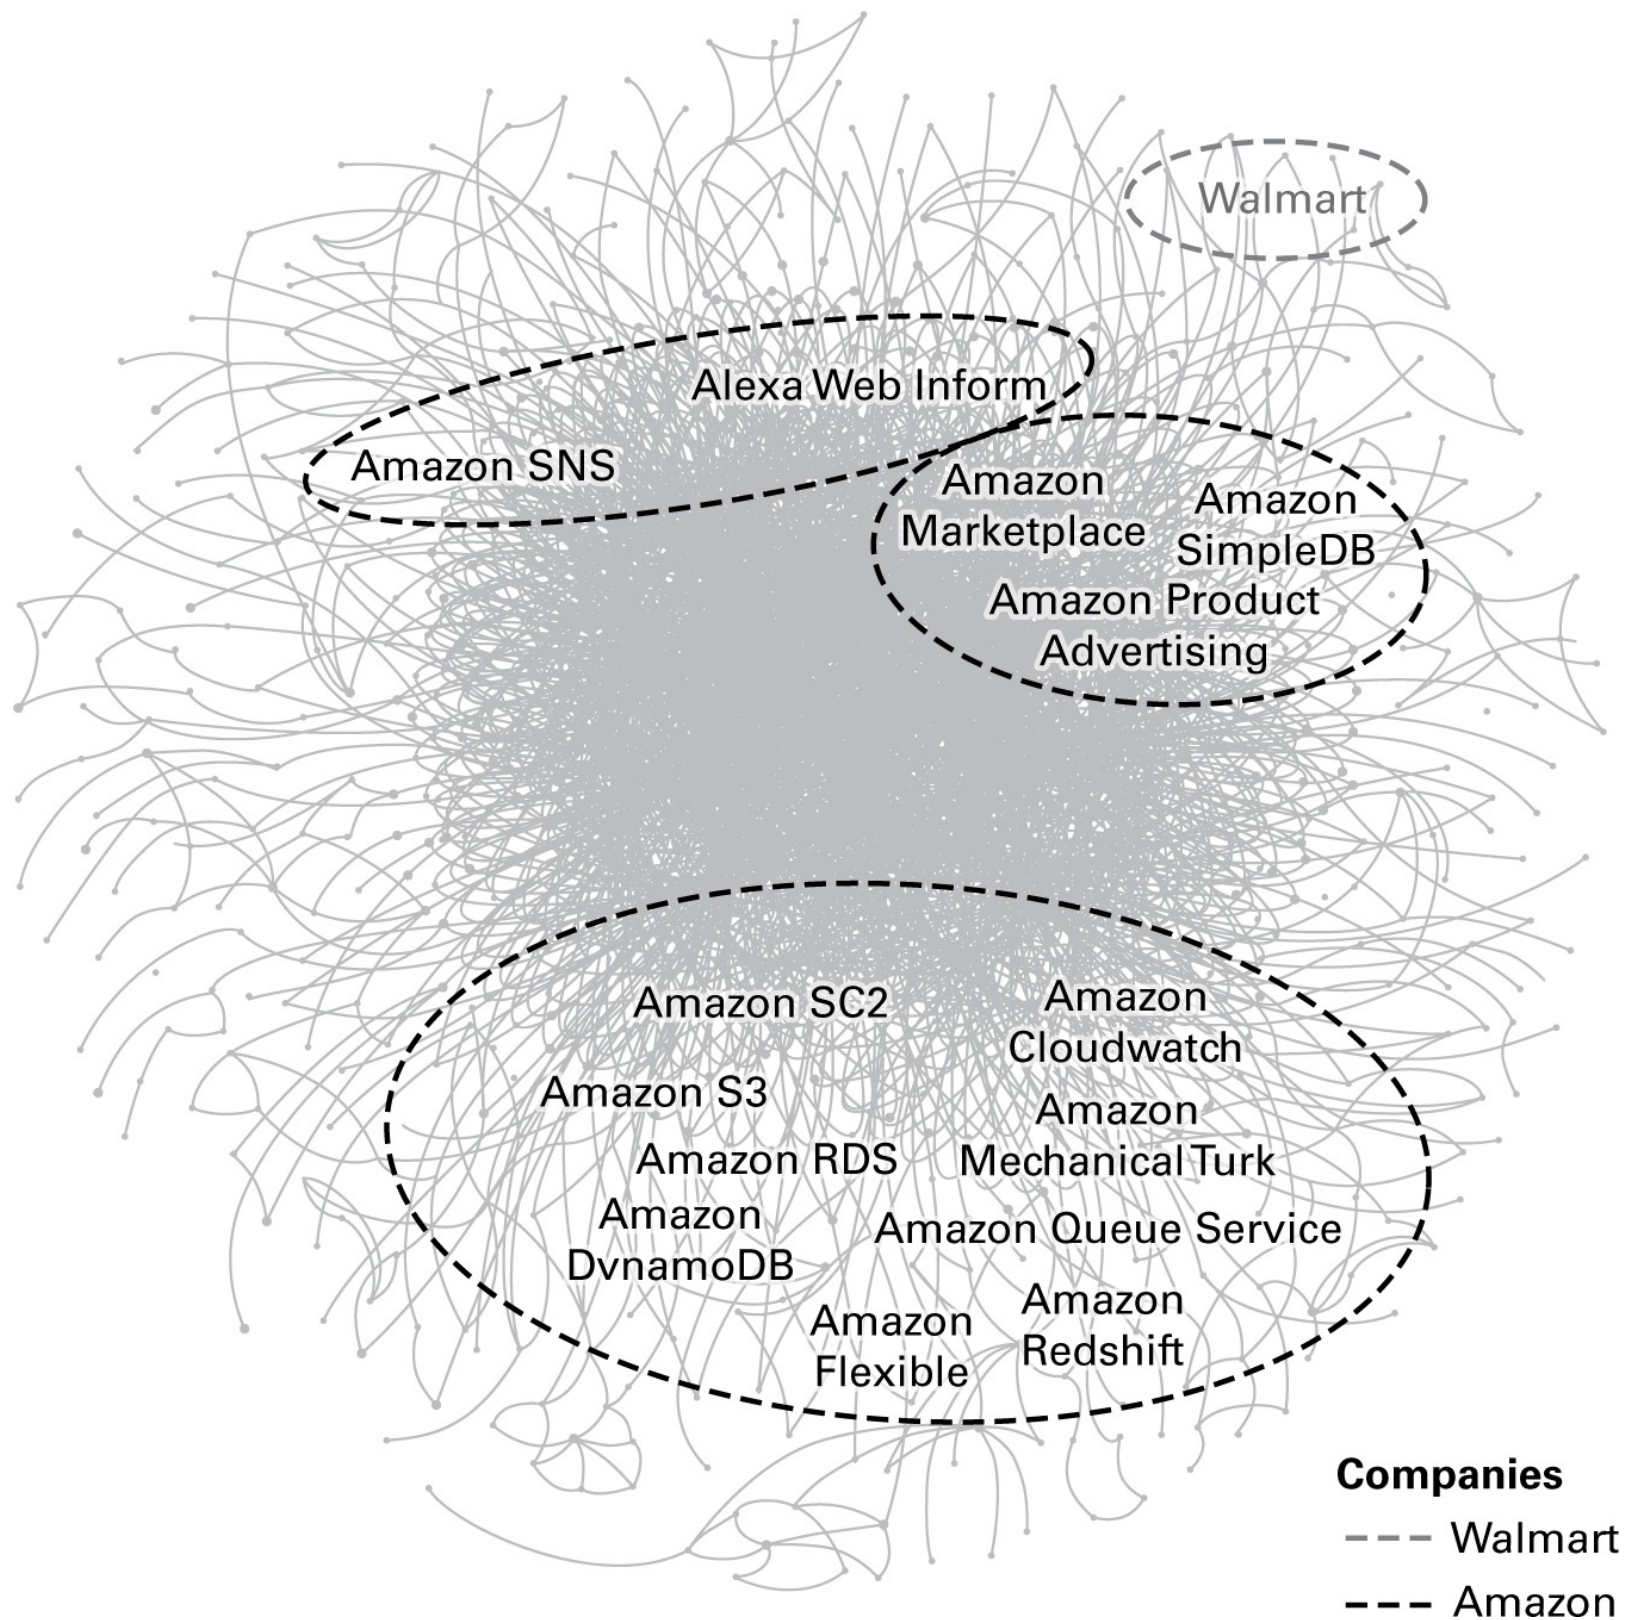 Walmart
Alexa Web Inform
Amazon SNS
Amazon
Marketplace
Amazon
SimpleDB
Amazon Product
Advertising
Amazon SC2
Amazon
Cloudwatch
Amazon S3
Amazon
Mechanical Turk
Amazon RDS
Amazon
DvnamoDB
Amazon Queue Service
Amazon
Flexible
Amazon
Redshift
Companies
Walmart
Amazon